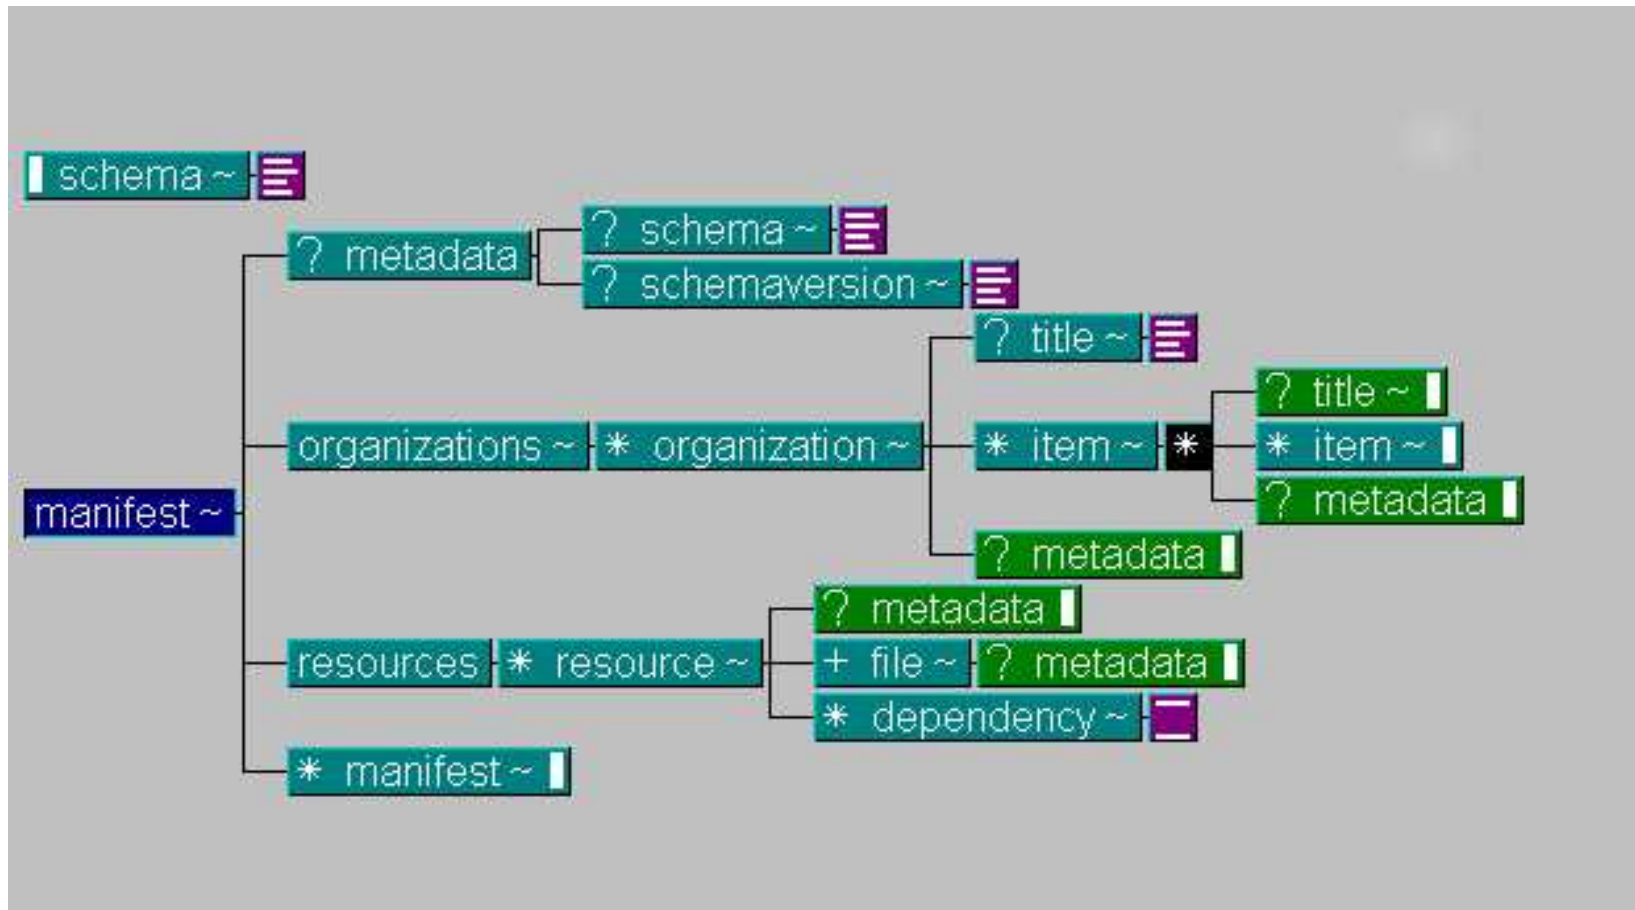 schema ~
? schema ~
? metadata
? schemaversion ~
? title ~
? title ~
organizations ~ * organization ~ * item ~ * * item ~
? metadata
manifest ~
? metadata
? metadata
resources * resource ~ + file ~ ? metadata
* dependency ~
* manifest ~